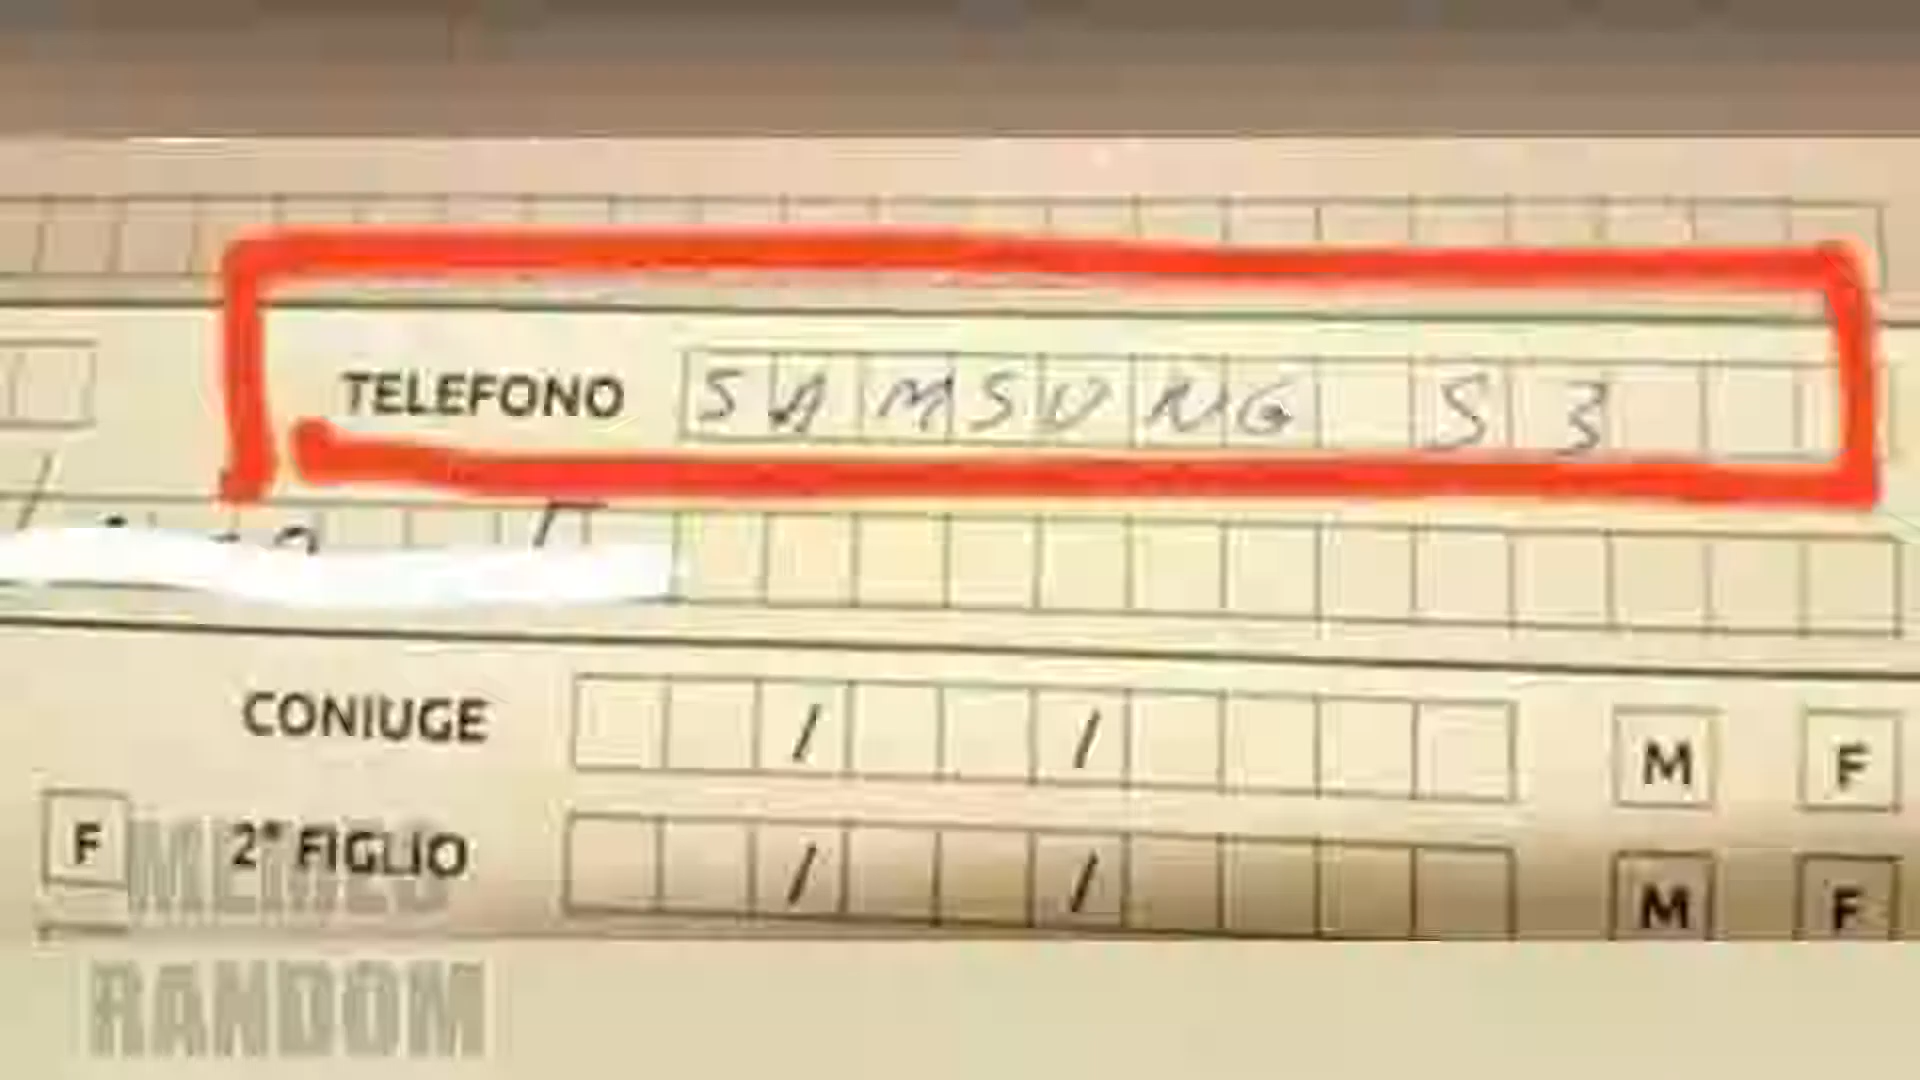 TELEFONO SAMSUNG S3
CONIUGE / / M F
F 2° FIGLIO / / M F
MEMES
RANDOM